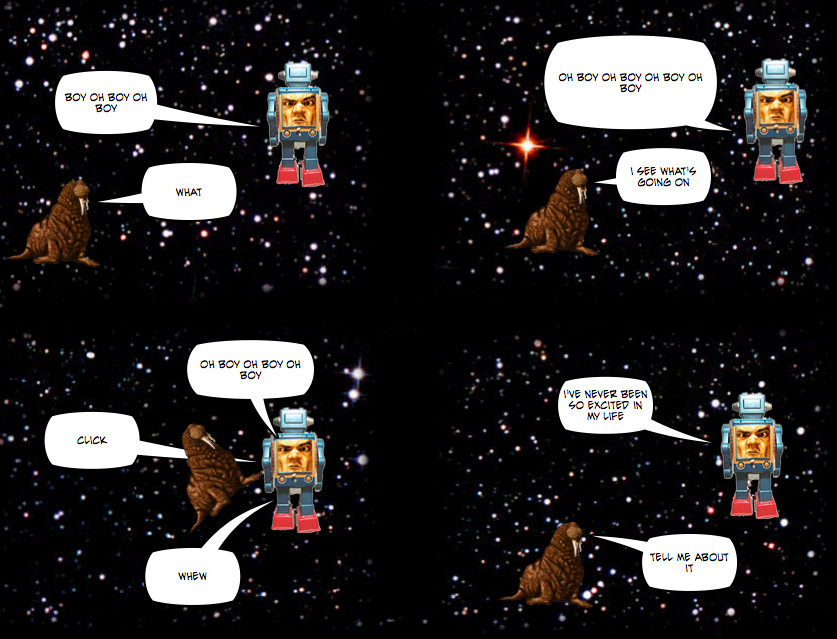 BOY OH BOY OH
BOY
WHAT
OH BOY OH BOY OH BOY OH
BOY
I SEE WHAT'S
GOING ON
OH BOY OH BOY OH
BOY
CLICK
WHEW
I'VE NEVER BEEN
SO EXCITED IN
MY LIFE
TELL ME ABOUT
IT